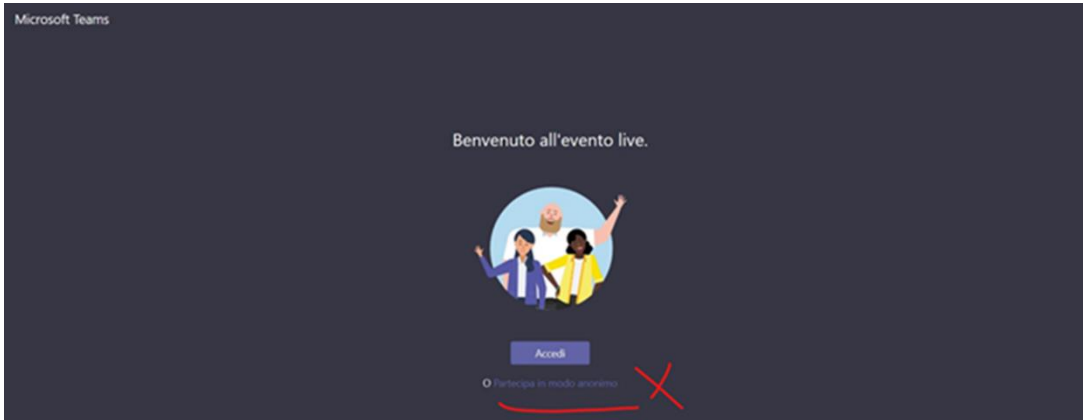 Microsoft Teams
Benvenuto all'evento live.
Accedi
O Partecipa in modo anonimo